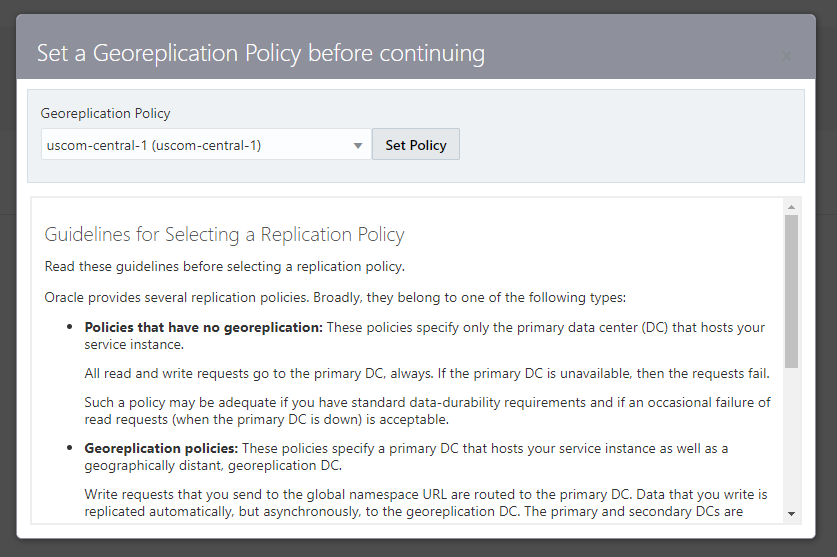 Set a Georeplication Policy before continuing
Georeplication Policy
uscom-central-1 (uscom-central-1)
Set Policy
Guidelines for Selecting a Replication Policy
Read these guidelines before selecting a replication policy.
Oracle provides several replication policies. Broadly, they belong to one of the following types:
• Policies that have no georeplication: These policies specify only the primary data center (DC) that hosts your
service instance.
All read and write requests go to the primary DC, always. If the primary DC is unavailable, then the requests fail.
Such a policy may be adequate if you have standard data-durability requirements and if an occasional failure of
read requests (when the primary DC is down) is acceptable.
• Georeplication policies: These policies specify a primary DC that hosts your service instance as well as a
geographically distant, georeplication DC.
Write requests that you send to the global namespace URL are routed to the primary DC. Data that you write is
replicated automatically, but asynchronously, to the georeplication DC. The primary and secondary DCs are